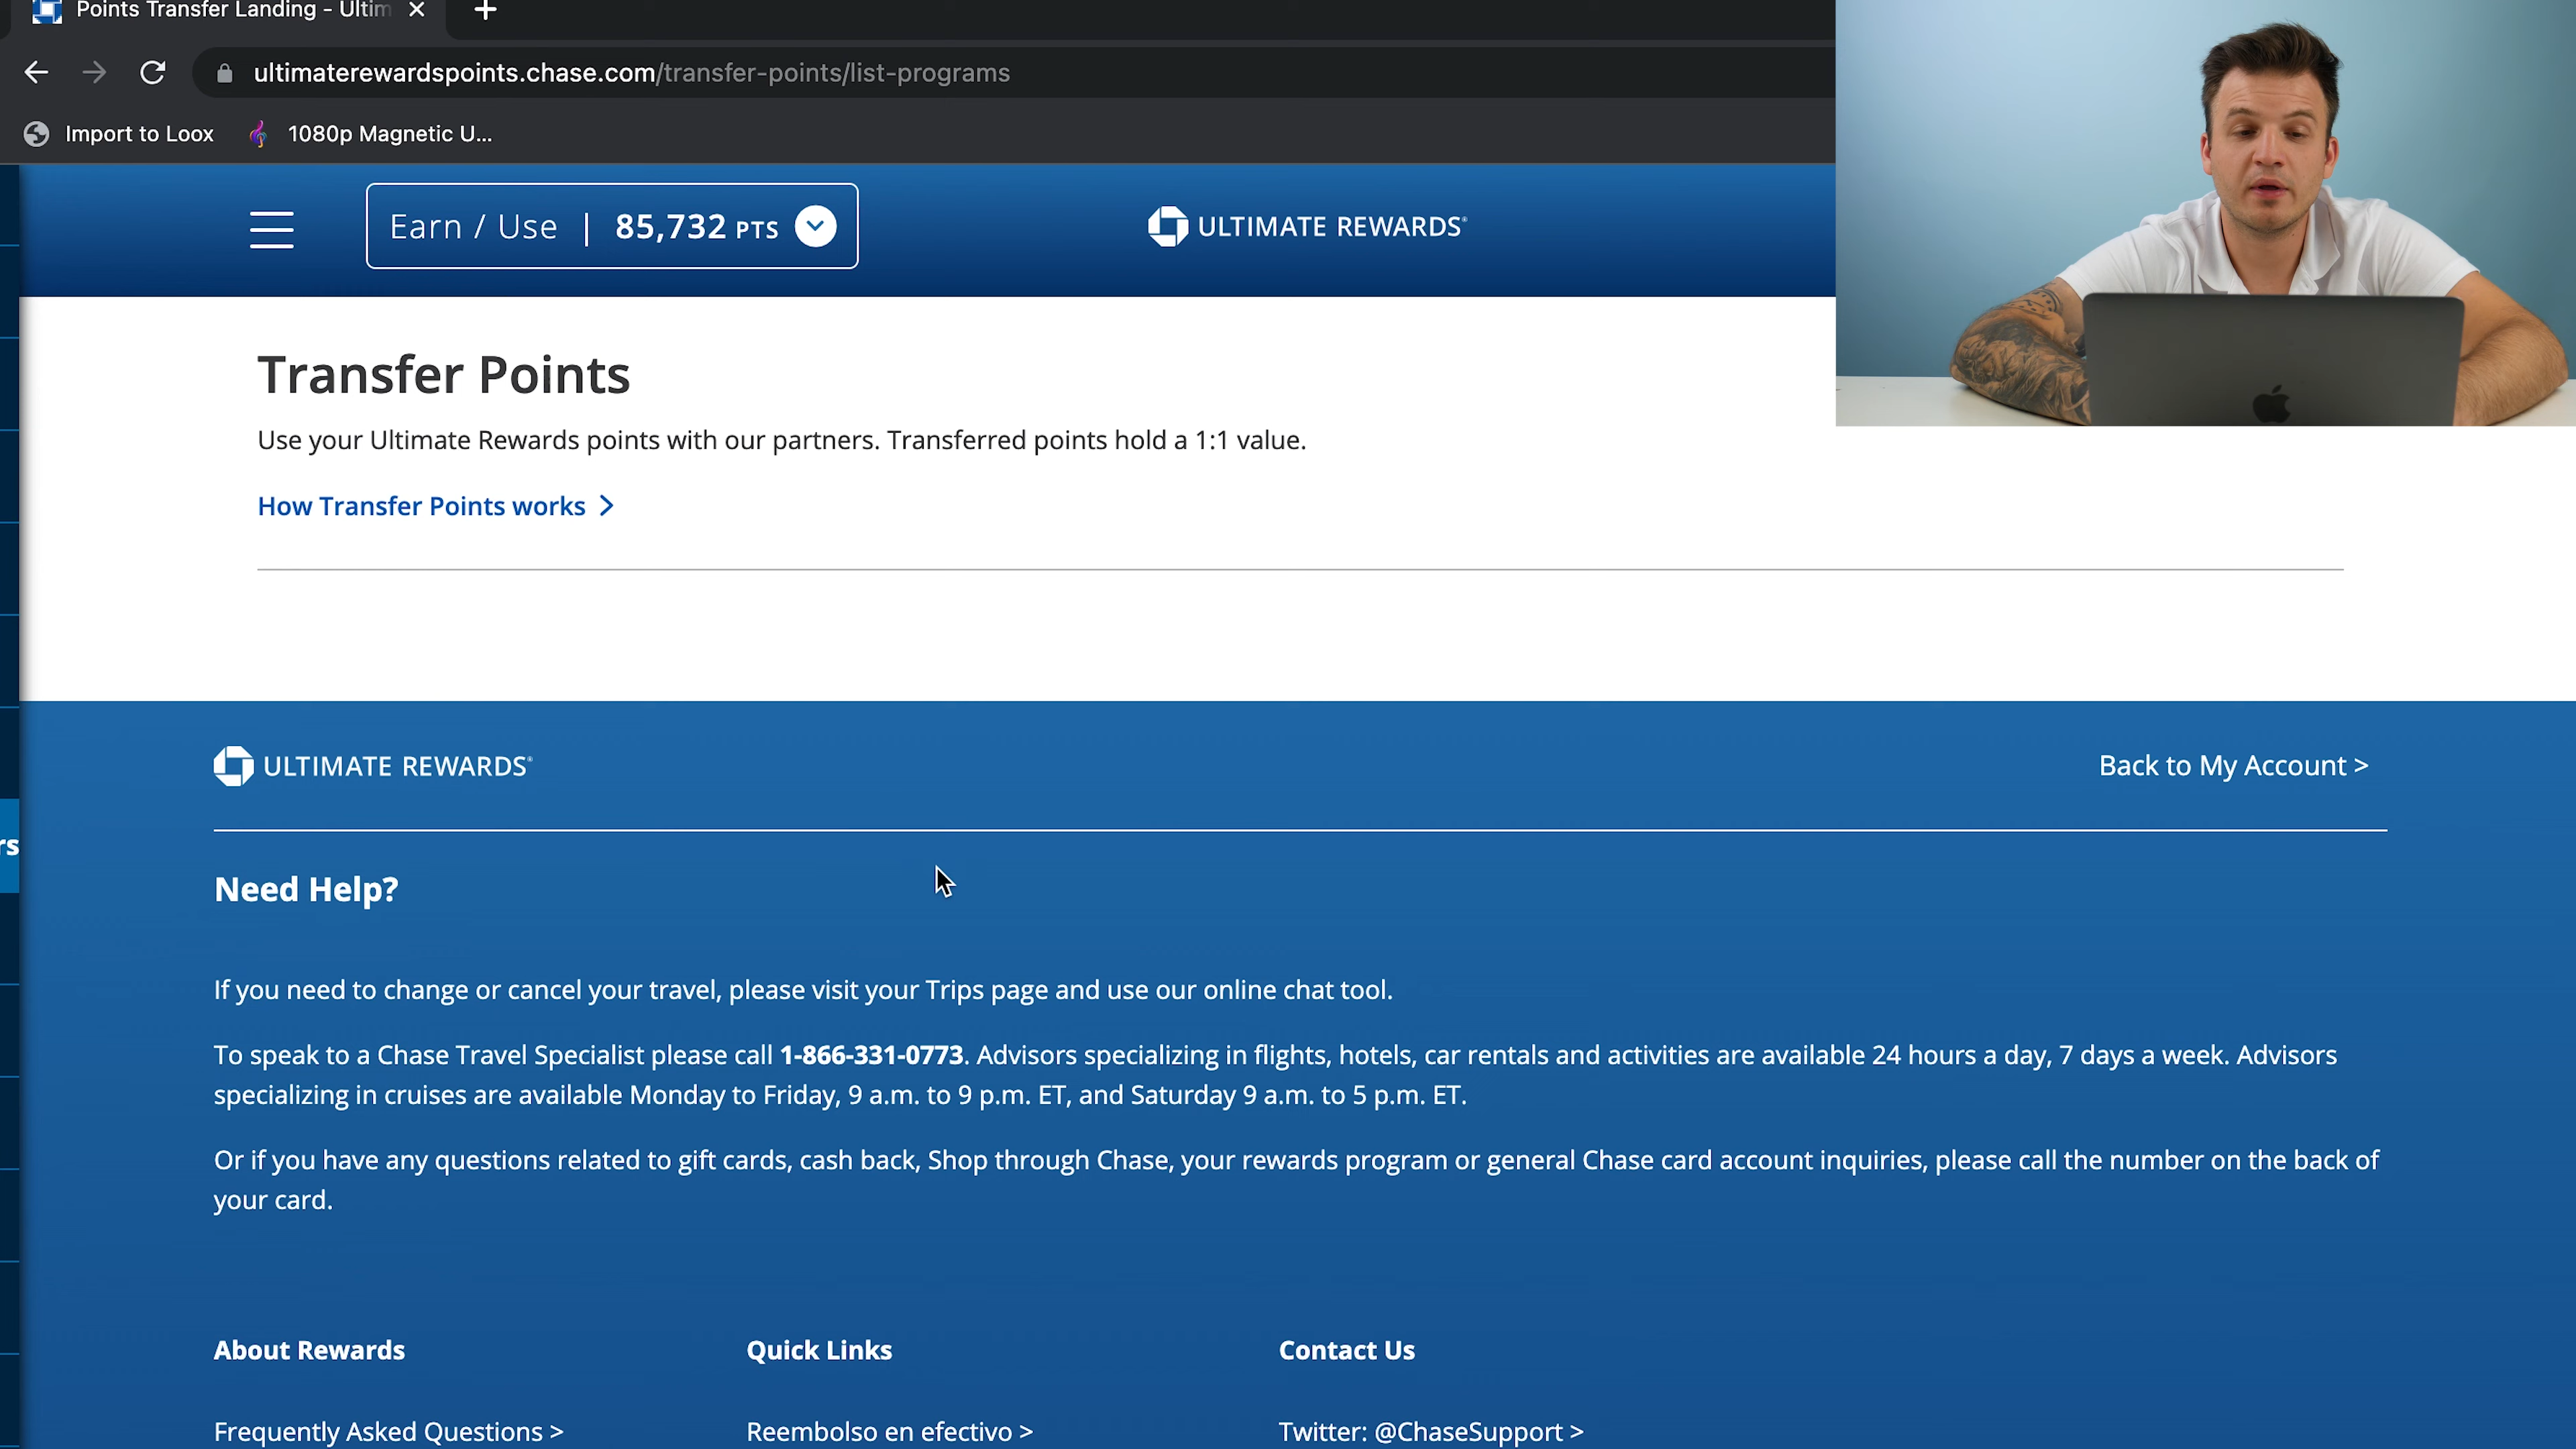 Points Transfer Landing - Ultim
ultimaterewardspoints.chase.com/transfer-points/list-programs
Import to Loox
1080p Magnetic U...
Earn / Use | 85,732 PTS
ULTIMATE REWARDS®
Transfer Points
Use your Ultimate Rewards points with our partners. Transferred points hold a 1:1 value.
How Transfer Points works >
ULTIMATE REWARDS®
Back to My Account >
rs
Need Help?
If you need to change or cancel your travel, please visit your Trips page and use our online chat tool.
To speak to a Chase Travel Specialist please call 1-866-331-0773. Advisors specializing in flights, hotels, car rentals and activities are available 24 hours a day, 7 days a week. Advisors
specializing in cruises are available Monday to Friday, 9 a.m. to 9 p.m. ET, and Saturday 9 a.m. to 5 p.m. ET.
Or if you have any questions related to gift cards, cash back, Shop through Chase, your rewards program or general Chase card account inquiries, please call the number on the back of
your card.
About Rewards
Quick Links
Contact Us
Frequently Asked Questions >
Reembolso en efectivo >
Twitter: @ChaseSupport >